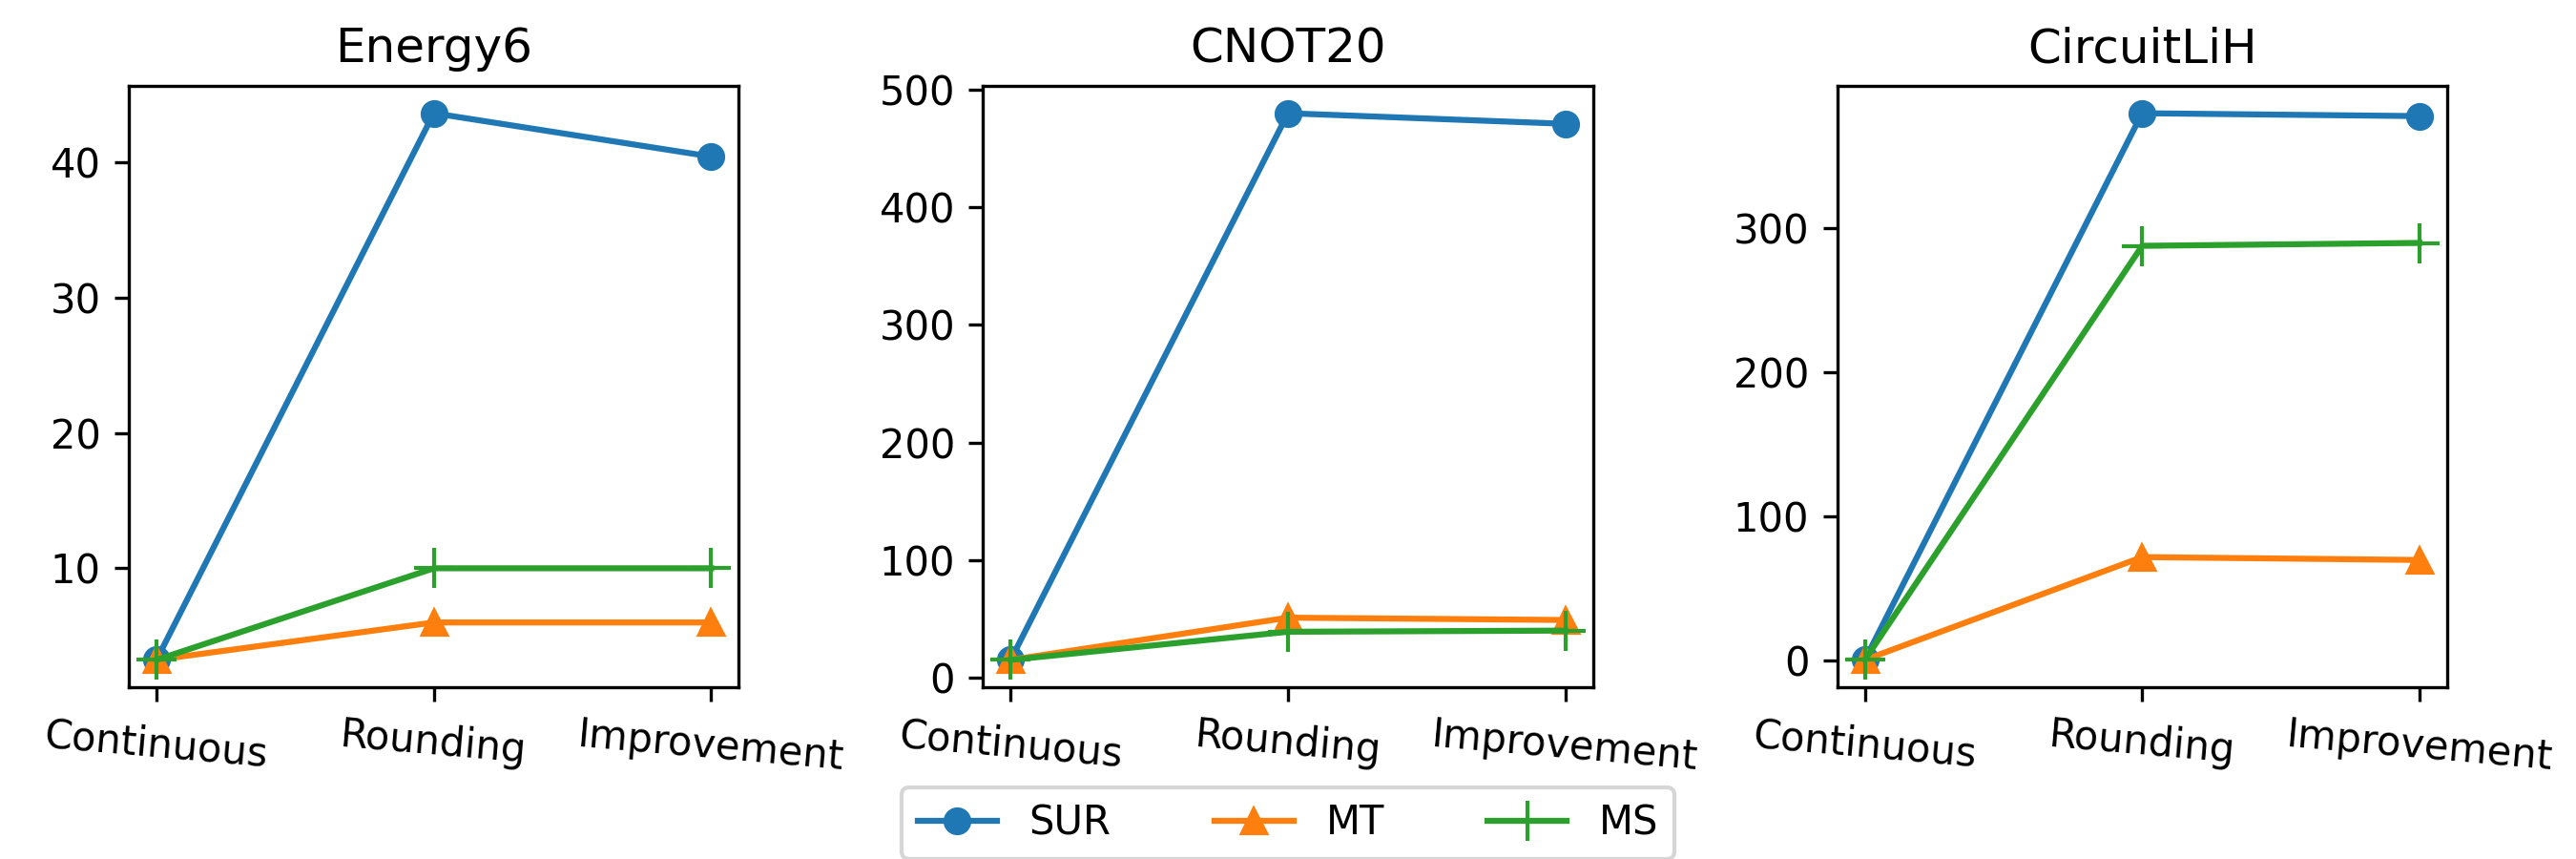 Energy6
40
30
20
10
Continuous
Rounding
Improvement
CNOT20
500
400
300
200
100
0
Continuous
Rounding
Improvement
CircuitLiH
300
200
100
0
Continuous
Rounding
Improvement
SUR
MT
MS